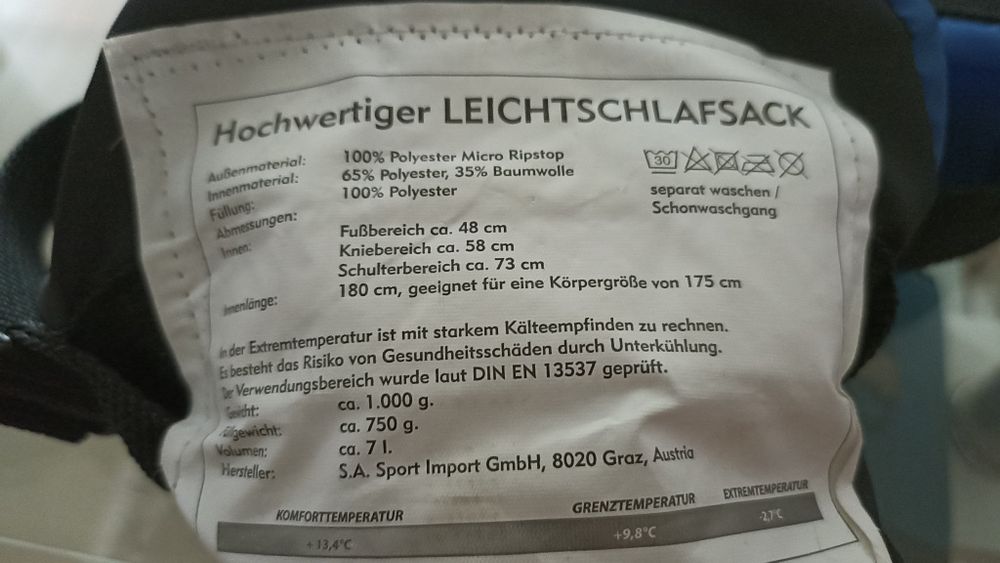 Hochwertiger LEICHTSCHLAFSACK
Außenmaterial: 100% Polyester Micro Ripstop
Innenmaterial: 65% Polyester, 35% Baumwolle
Füllung: 100% Polyester
Abmessungen:
Innen: Fußbereich ca. 48 cm
Kniebereich ca. 58 cm
Schulterbereich ca. 73 cm
Innenlänge: 180 cm, geeignet für eine Körpergröße von 175 cm
30
separat waschen /
Schonwaschgang
In der Extremtemperatur ist mit starkem Kälteempfinden zu rechnen.
Es besteht das Risiko von Gesundheitsschäden durch Unterkühlung.
Der Verwendungsbereich wurde laut DIN EN 13537 geprüft.
Gewicht: ca. 1.000 g.
ca. 750 g.
Volumen: ca. 7 l.
Hersteller: S.A. Sport Import GmbH, 8020 Graz, Austria
KOMFORTTEMPERATUR GRENZTEMPERATUR EXTREMTEMPERATUR
+ 13,4°C +9,8°C -2,7°C